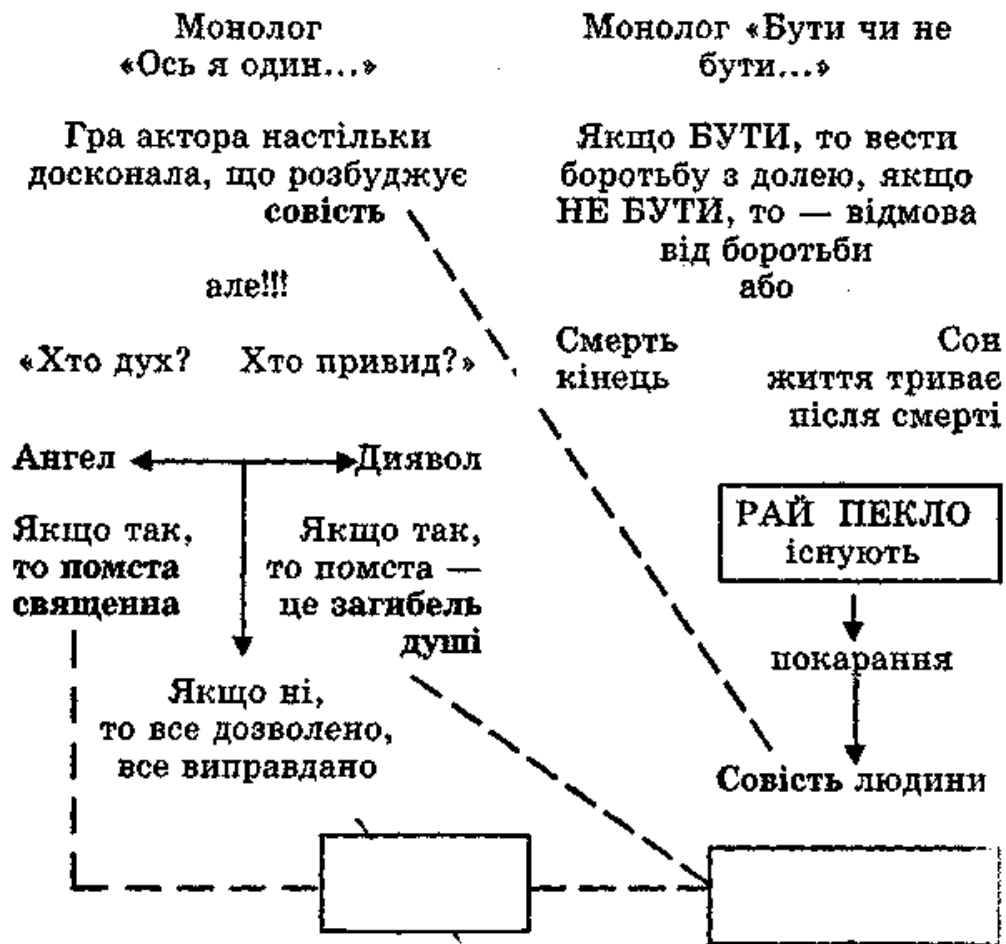 Монолог
«Ось я один...»
Гра актора настільки
досконала, що розбуджує
совість
але!!!
«Хто дух? Хто привид?»
Ангел Диявол
Якщо так,
то помста
священна
Якщо так,
то помста —
це загибель
душі
Якщо ні,
то все дозволено,
все виправдано
Монолог «Бути чи не
бути...»
Якщо БУТИ, то вести
боротьбу з долею, якщо
НЕ БУТИ, то — відмова
від боротьби
або
Смерть
кінець
Сон
життя триває
після смерті
РАЙ ПЕКЛО
існують
покарання
Совість людини